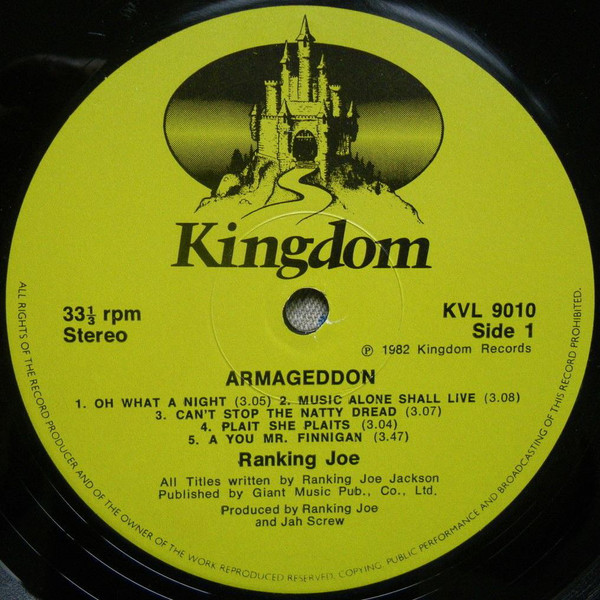 Kingdom
33⅓ rpm
Stereo
KVL 9010
Side 1
℗ 1982 Kingdom Records
ARMAGEDDON
1. OH WHAT A NIGHT (3.05) 2. MUSIC ALONE SHALL LIVE (3.08)
3. CAN'T STOP THE NATTY DREAD (3.07)
4. PLAIT SHE PLAITS (3.04)
5. A YOU MR. FINNIGAN (3.47)
Ranking Joe
All Titles written by Ranking Joe Jackson
Published by Giant Music Pub., Co., Ltd.
Produced by Ranking Joe
and Jah Screw
ALL RIGHTS OF THE RECORD PRODUCER AND OF THE OWNER OF THE WORK REPRODUCED RESERVED. COPYING, PUBLIC PERFORMANCE AND BROADCASTING OF THIS RECORD PROHIBITED.